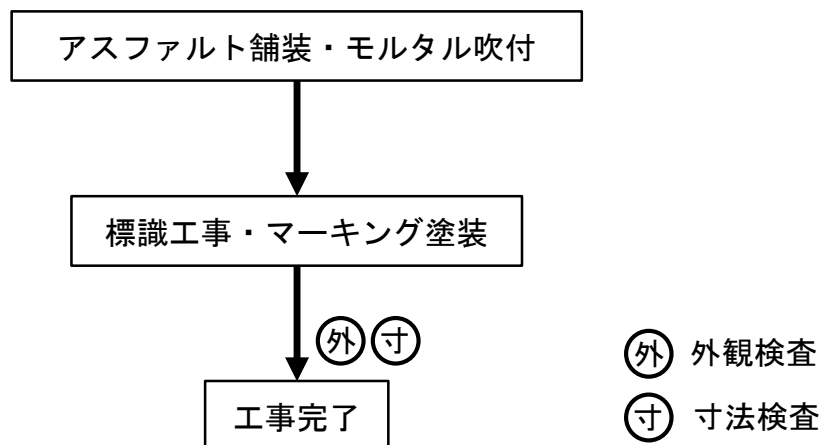 アスファルト舗装・モルタル吹付
標識工事・マーキング塗装
外 寸
工事完了
外 外観検査
寸 寸法検査